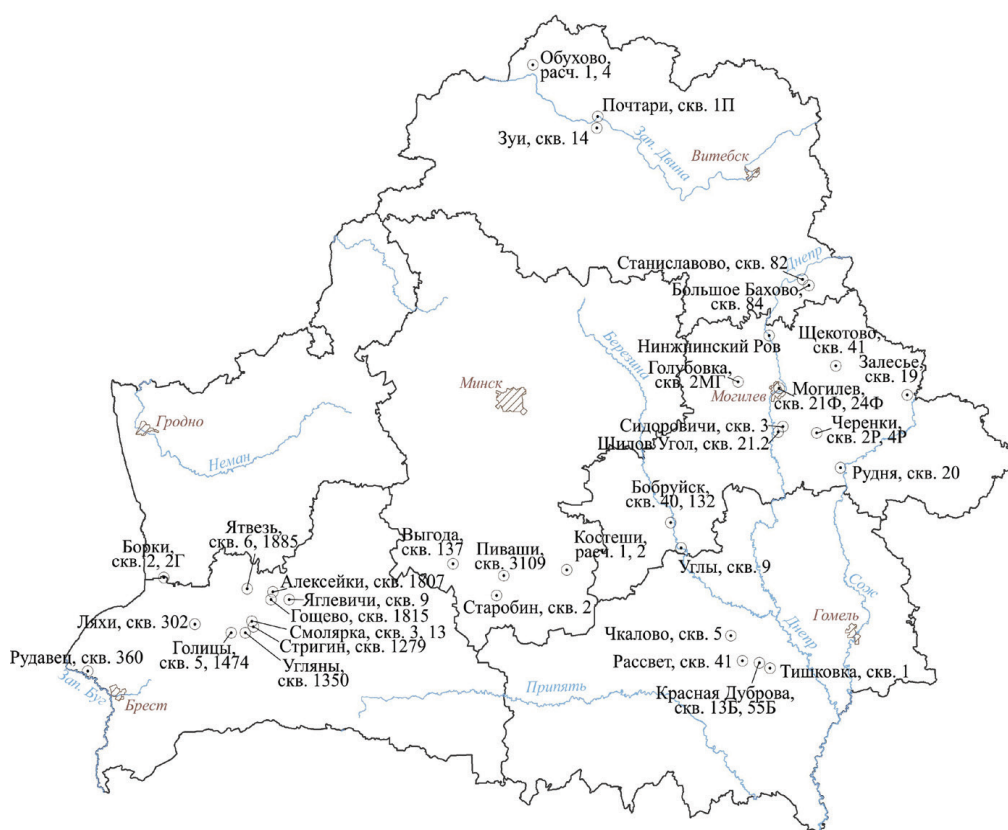 Обухово,
расч. 1, 4
Почтари, скв. 1П
Зуи, скв. 14
Зап. Двина
Витебск
Станиславово, скв. 82
Днепр
Большое Бахово,
скв. 84
Щекотово,
скв. 41
Нинжнинский Ров
Березина
Залесье,
скв. 19
Голубовка,
скв. 2МГ
Минск
Могилев
Могилев,
скв. 21Ф, 24Ф
Гродно
Сидоровичи, скв. 3
Черенки,
скв. 2Р, 4Р
Шилов Угол, скв. 21.2
Неман
Рудня, скв. 20
Бобруйск,
скв. 40, 132
Ятвезь,
скв. 6, 1885
Выгода,
скв. 137
Пиваши,
скв. 3109
Костеши,
расч. 1, 2
Борки,
скв. 2, 2Г
Углы, скв. 9
Алексейки, скв. 1807
Яглевичи, скв. 9
Старобин, скв. 2
Сож
Гощево, скв. 1815
Ляхи, скв. 302
Смолярка, скв. 3, 13
Гомель
Днепр
Голицы,
скв. 5, 1474
Стригин, скв. 1279
Чкалово, скв. 5
Рудавец, скв. 360
Угляны,
скв. 1350
Рассвет, скв. 41
Тишковка, скв. 1
Зап. Буг
Брест
Припять
Красная Дуброва,
скв. 13Б, 55Б